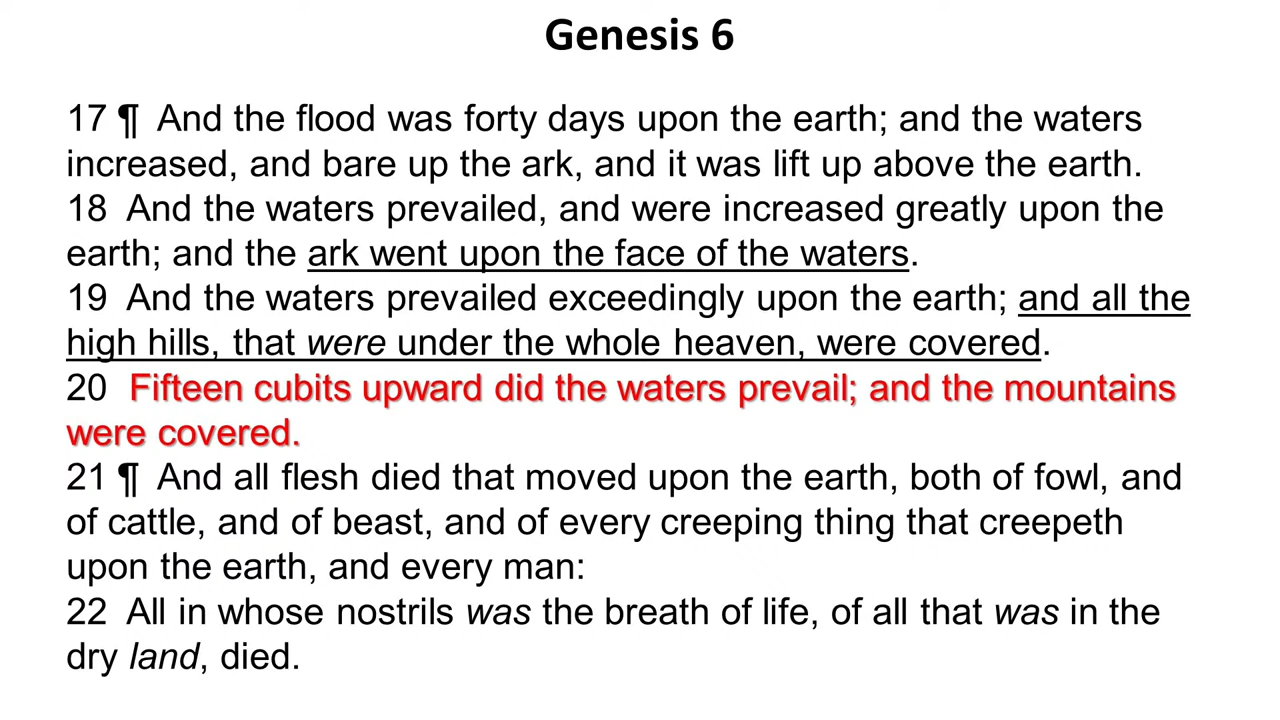 Genesis 6
17 ¶  And the flood was forty days upon the earth; and the waters
increased, and bare up the ark, and it was lift up above the earth.
18  And the waters prevailed, and were increased greatly upon the
earth; and the ark went upon the face of the waters.
19  And the waters prevailed exceedingly upon the earth; and all the
high hills, that were under the whole heaven, were covered.
20  Fifteen cubits upward did the waters prevail; and the mountains
were covered.
21 ¶  And all flesh died that moved upon the earth, both of fowl, and
of cattle, and of beast, and of every creeping thing that creepeth
upon the earth, and every man:
22  All in whose nostrils was the breath of life, of all that was in the
dry land, died.